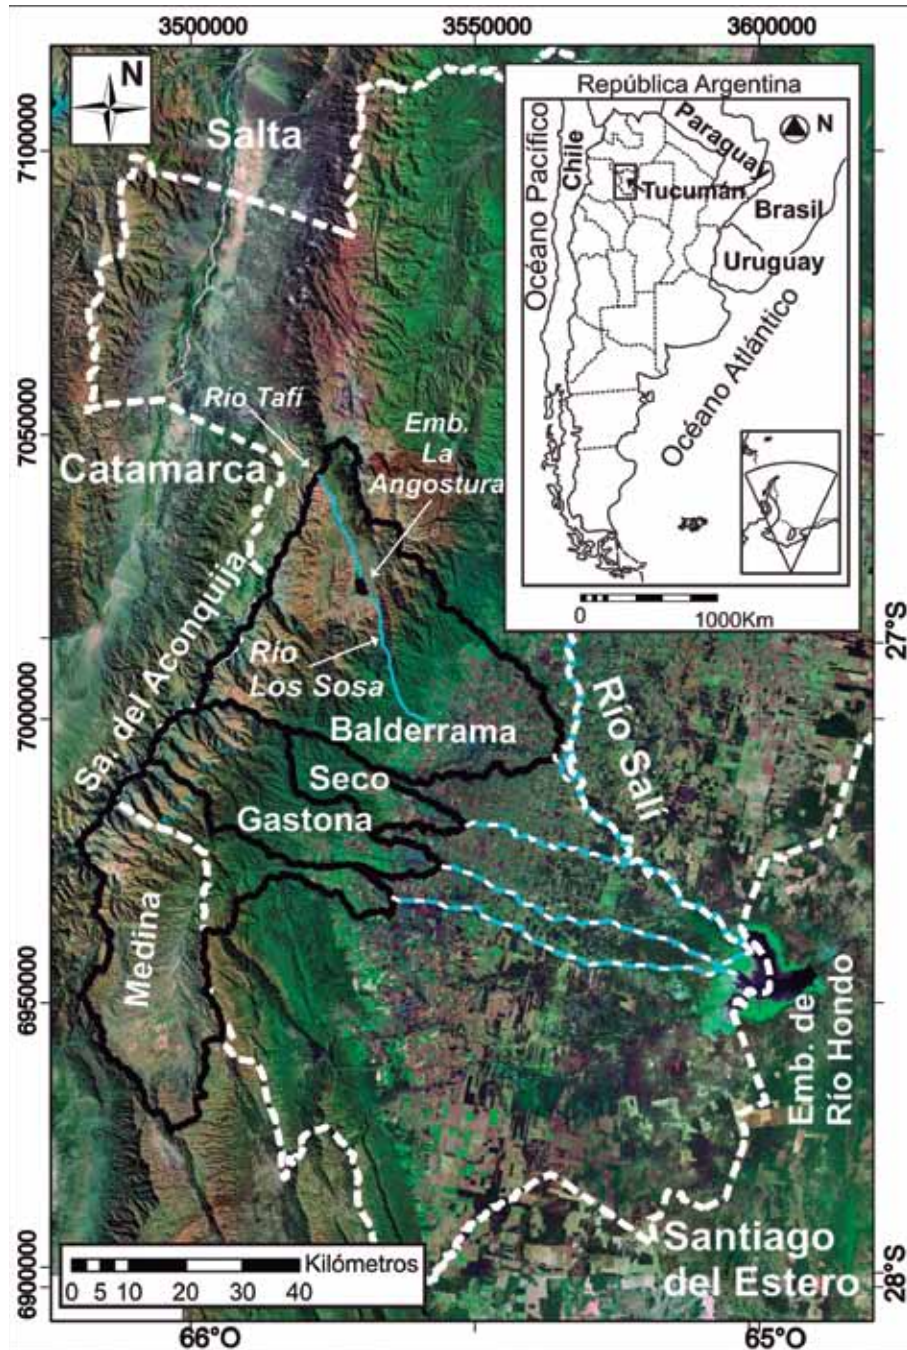 3500000
3550000
3600000
N
Salta
República Argentina
Océano Pacífico
Chile
Paraguay
N
Tucumán
Brasil
Uruguay
Océano Atlántico
1000Km
7100000
7050000
7000000
6950000
6900000
Río Tafí
Emb.
La
Angostura
Catamarca
Sa. del Aconquija
Río
Los Sosa
27°S
Balderrama
Río Salí
Seco
Gastona
Medina
Emb. de
Río Hondo
Santiago
del Estero
28°S
Kilómetros
0 5 10 20 30 40
66°O
65°O